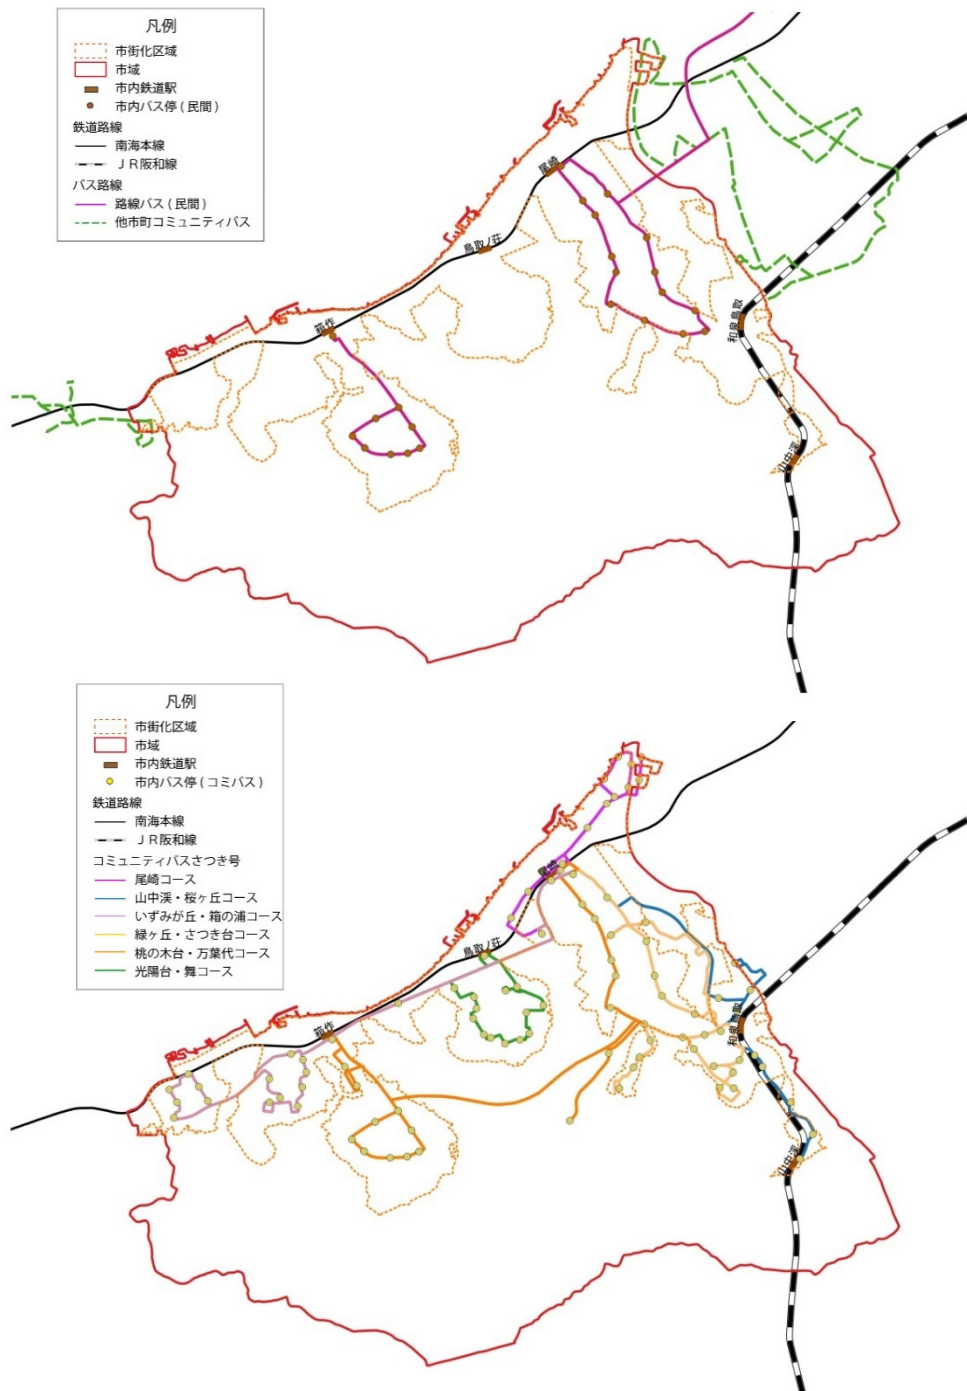 凡例
市街化区域
市域
市内鉄道駅
市内バス停 ( 民間 )
鉄道路線
南海本線
ＪＲ阪和線
バス路線
路線バス ( 民間 )
他市町コミュニティバス
尾崎
鳥取ノ荘
箱作
和泉鳥取
山中渓
凡例
市街化区域
市域
市内鉄道駅
市内バス停 ( コミバス )
鉄道路線
南海本線
ＪＲ阪和線
コミュニティバスさつき号
尾崎コース
山中渓・桜ヶ丘コース
いずみが丘・箱の浦コース
緑ヶ丘・さつき台コース
桃の木台・万葉代コース
光陽台・舞コース
尾崎
鳥取ノ荘
箱作
和泉鳥取
山中渓